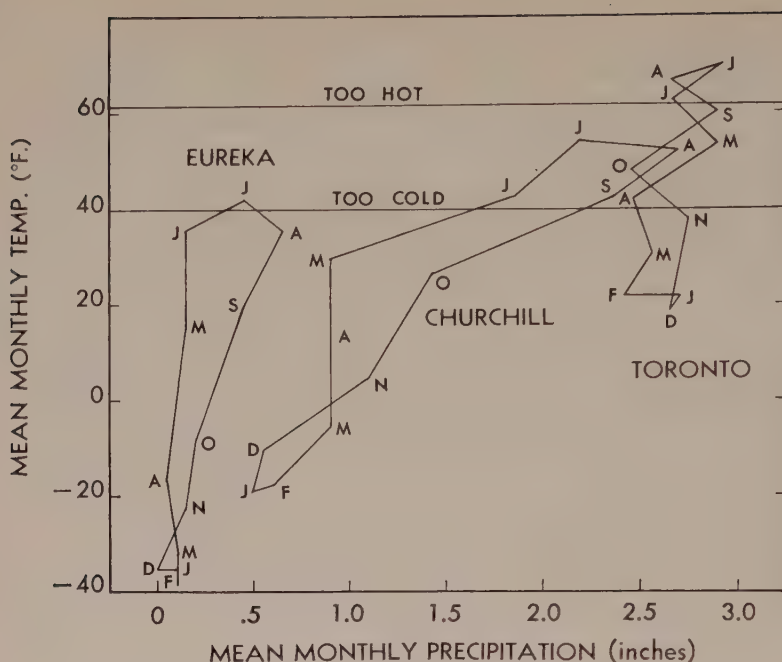 MEAN MONTHLY TEMP. (°F.)
60
40
20
0
−20
−40
TOO HOT
TOO COLD
EUREKA
J
J
A
M
S
O
A
N
M
D
F
J
CHURCHILL
J
A
J
S
M
O
A
N
M
D
J
F
TORONTO
A
J
J
S
M
O
A
N
M
F
J
D
0
.5
1.0
1.5
2.0
2.5
3.0
MEAN MONTHLY PRECIPITATION (inches)